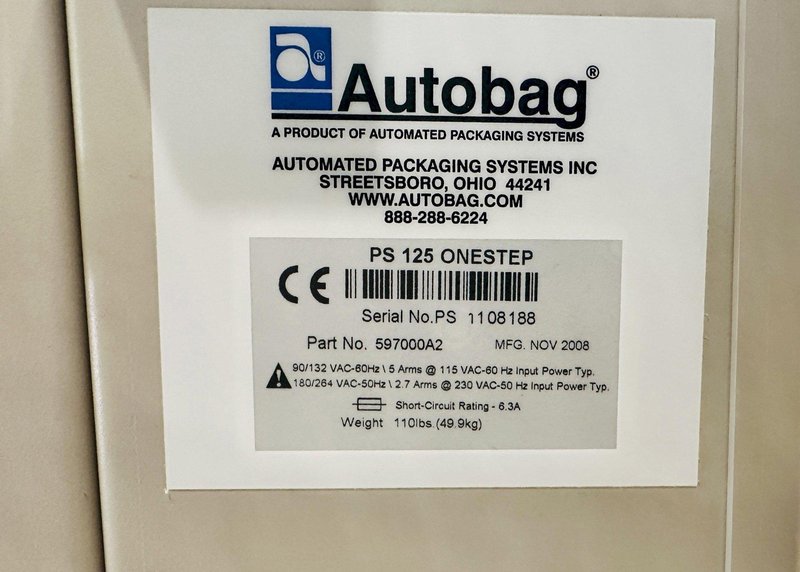 a®
Autobag®
A PRODUCT OF AUTOMATED PACKAGING SYSTEMS
AUTOMATED PACKAGING SYSTEMS INC
STREETSBORO, OHIO 44241
WWW.AUTOBAG.COM
888-288-6224
PS 125 ONESTEP
CE
Serial No.PS 1108188
Part No. 597000A2 MFG. NOV 2008
90/132 VAC-60Hz \ 5 Arms @ 115 VAC-60 Hz Input Power Typ.
180/264 VAC-50Hz \ 2.7 Arms @ 230 VAC-50 Hz Input Power Typ.
Short-Circuit Rating - 6.3A
Weight 110lbs.(49.9kg)